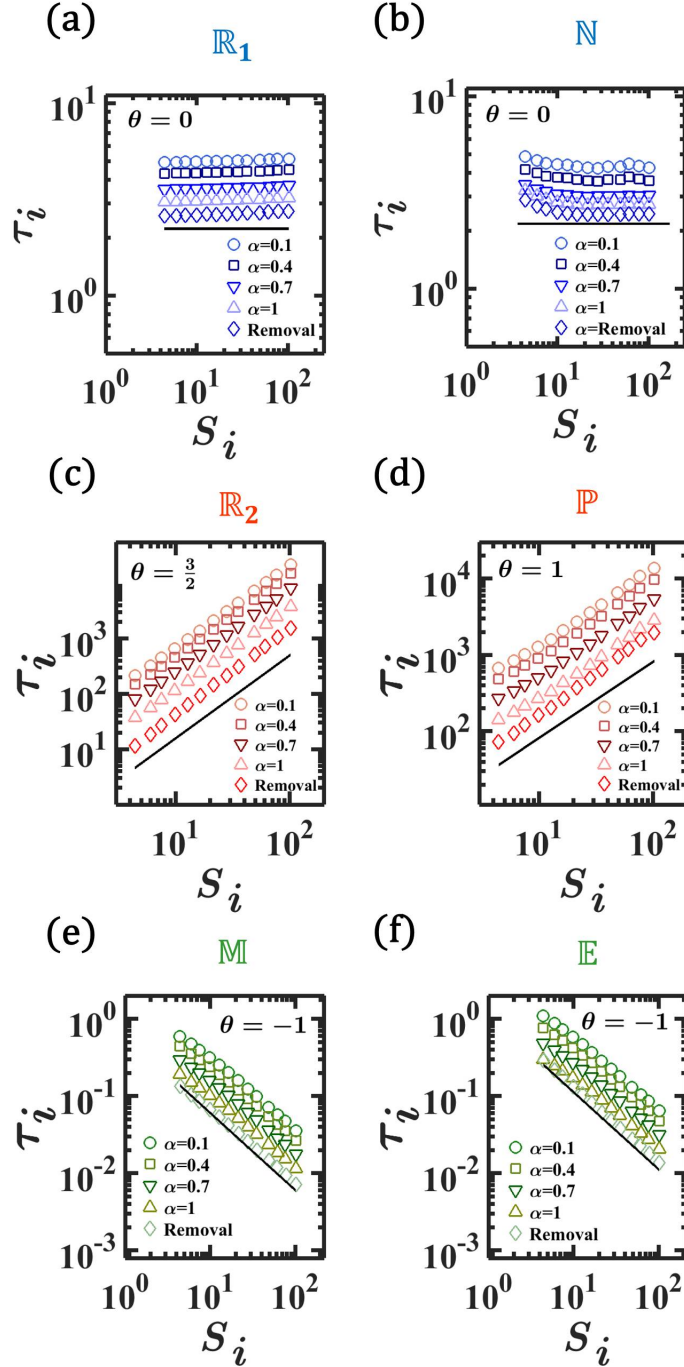 (a)
ℝ₁
θ = 0
10¹
10⁰
τᵢ
α=0.1
α=0.4
α=0.7
α=1
Removal
10⁰ 10¹ 10²
Sᵢ
(b)
ℕ
θ = 0
10¹
10⁰
τᵢ
α=0.1
α=0.4
α=0.7
α=1
α=Removal
10⁰ 10¹ 10²
Sᵢ
(c)
ℝ₂
θ = 3/2
10³
10²
10¹
τᵢ
α=0.1
α=0.4
α=0.7
α=1
Removal
10¹ 10²
Sᵢ
(d)
ℙ
θ = 1
10⁴
10³
10²
τᵢ
α=0.1
α=0.4
α=0.7
α=1
Removal
10¹ 10²
Sᵢ
(e)
𝕄
θ = −1
10⁰
10⁻¹
10⁻²
10⁻³
τᵢ
α=0.1
α=0.4
α=0.7
α=1
Removal
10⁰ 10¹ 10²
Sᵢ
(f)
𝔼
θ = −1
10⁰
10⁻¹
10⁻²
10⁻³
τᵢ
α=0.1
α=0.4
α=0.7
α=1
Removal
10⁰ 10¹ 10²
Sᵢ